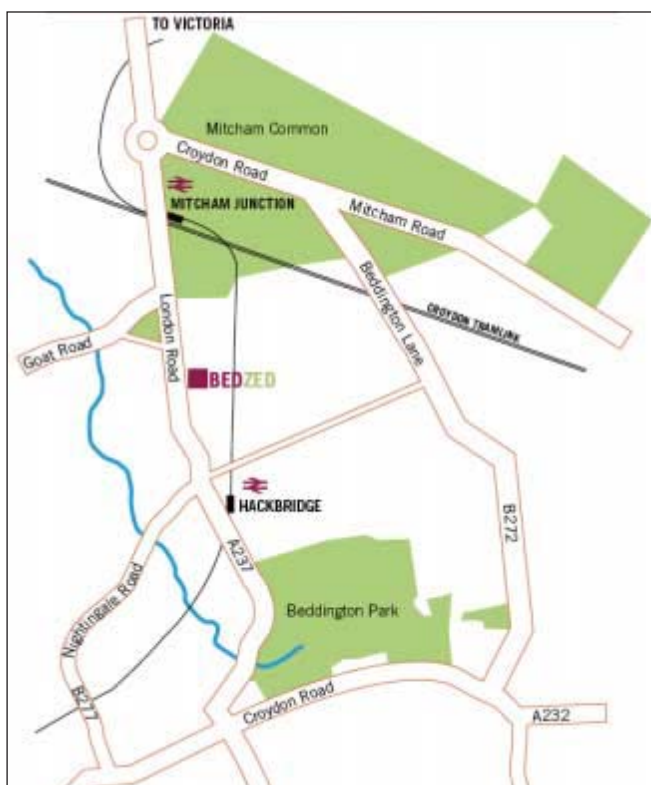 TO VICTORIA
Mitcham Common
Croydon Road
MITCHAM JUNCTION
Mitcham Road
Beddington Lane
CROYDON TRAMLINK
London Road
Goat Road
BEDZED
HACKBRIDGE
A237
B272
Nightingale Road
Beddington Park
B277
Croydon Road
A232